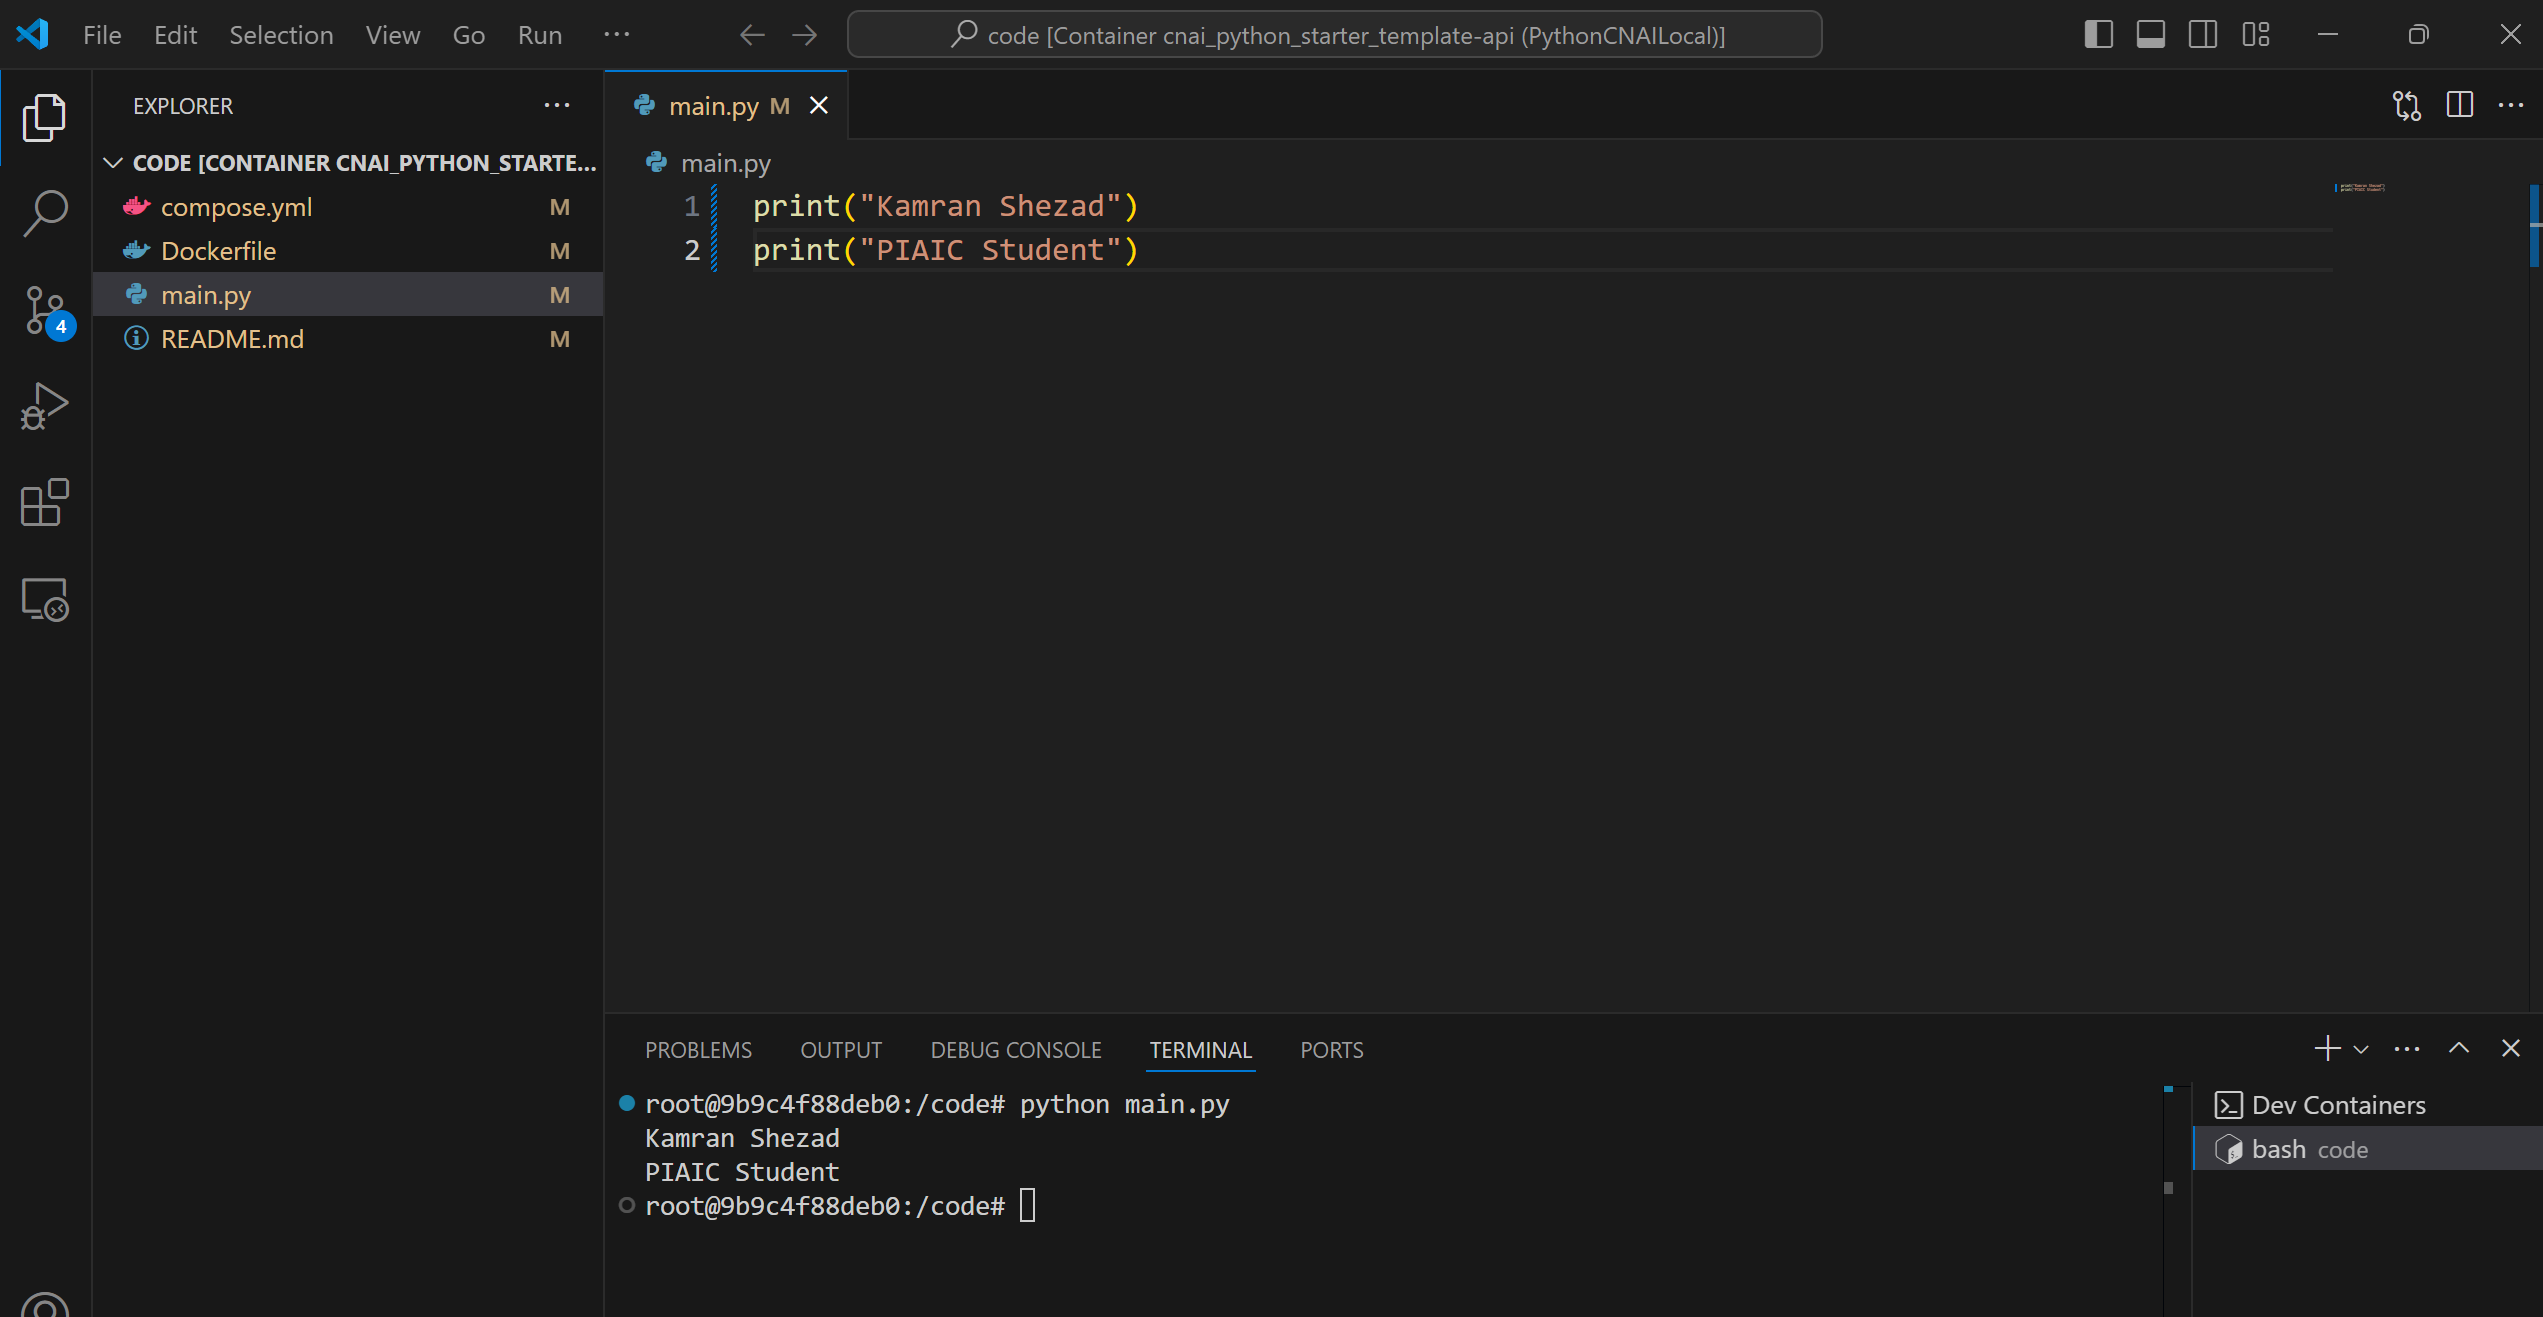 File Edit Selection View Go Run ···
code [Container cnai_python_starter_template-api (PythonCNAILocal)]
EXPLORER
CODE [CONTAINER CNAI_PYTHON_STARTE...
compose.yml M
Dockerfile M
main.py M
README.md M
4
main.py M
main.py
1 print("Kamran Shezad")
2 print("PIAIC Student")
PROBLEMS OUTPUT DEBUG CONSOLE TERMINAL PORTS
root@9b9c4f88deb0:/code# python main.py
Kamran Shezad
PIAIC Student
root@9b9c4f88deb0:/code#
Dev Containers
bash code